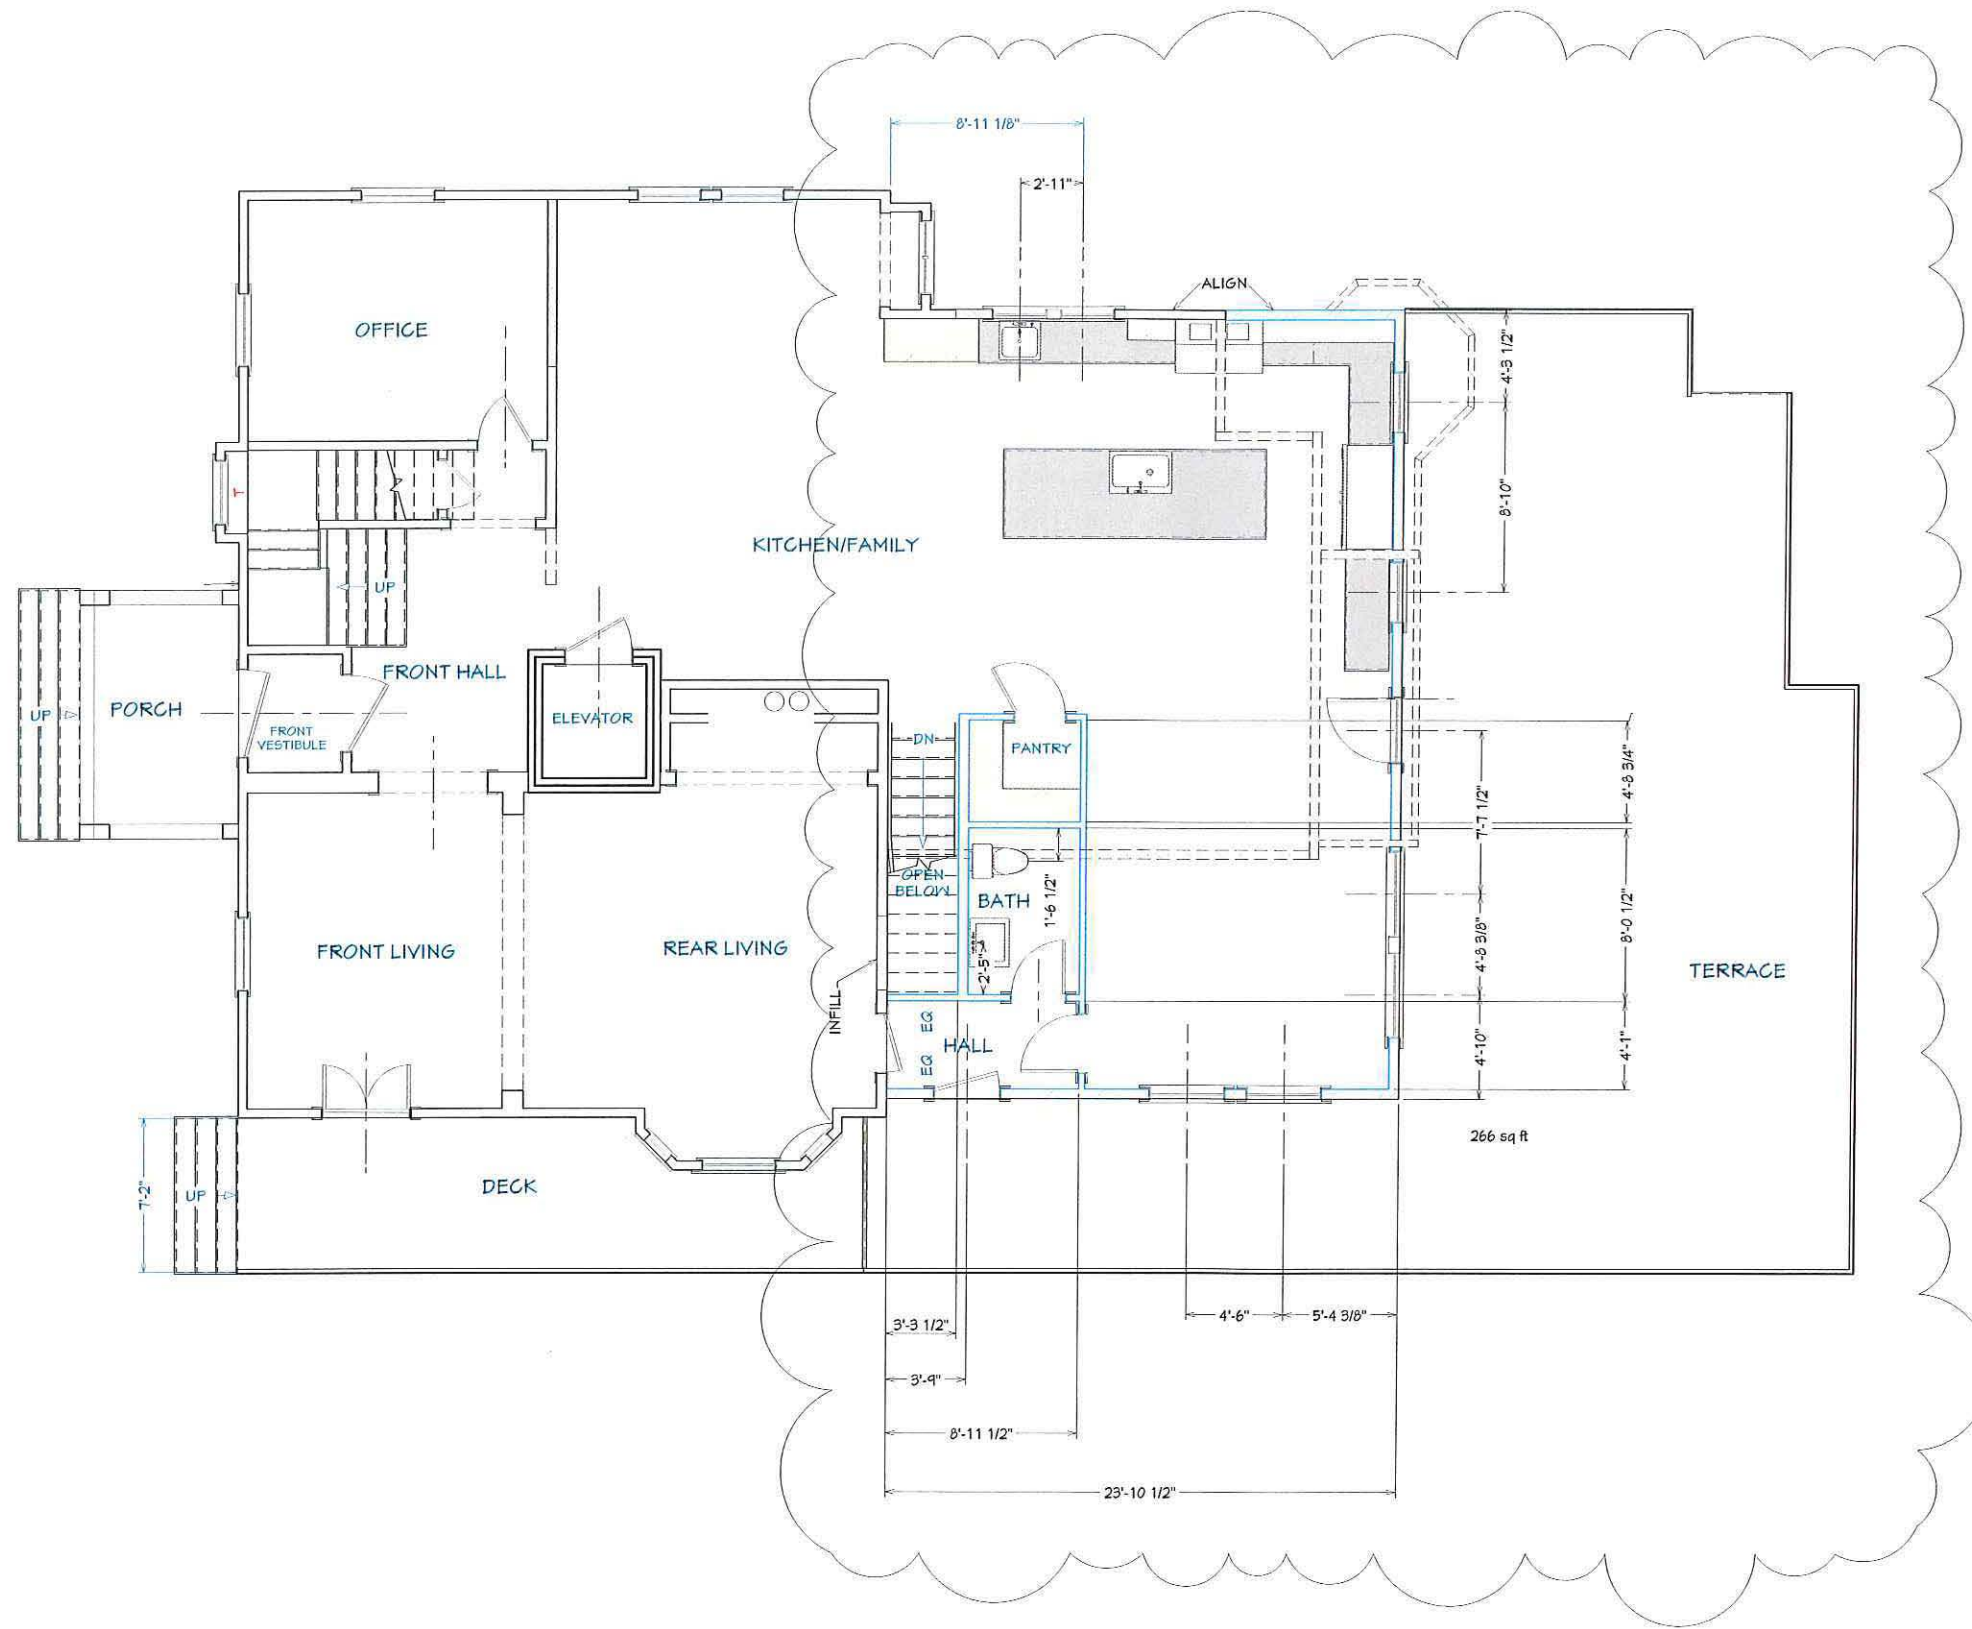 8'-11 1/8"
2'-11"
ALIGN
OFFICE
4'-3 1/2"
T
8'-10"
KITCHEN/FAMILY
UP
FRONT HALL
PORCH
UP
ELEVATOR
FRONT
VESTIBULE
DN
PANTRY
4'-8 3/4"
7'-7 1/2"
OPEN
BELOW
BATH
1'-6 1/2"
8'-0 1/2"
FRONT LIVING
REAR LIVING
4'-8 3/8"
2'-5"
TERRACE
INFILL
EQ
EQ
HALL
4'-10"
4'-1"
266 sq ft
7'-2"
UP
DECK
4'-6"
5'-4 3/8"
3'-3 1/2"
3'-9"
8'-11 1/2"
23'-10 1/2"